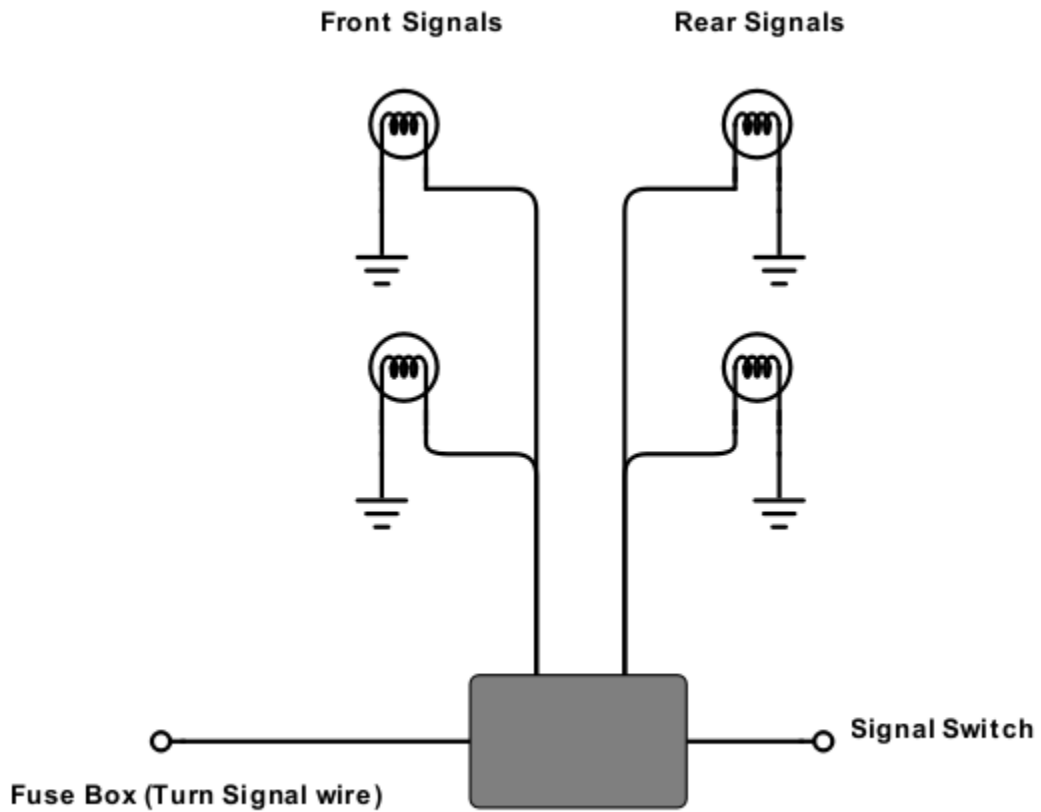 Front Signals
Rear Signals
Signal Switch
Fuse Box (Turn Signal wire)